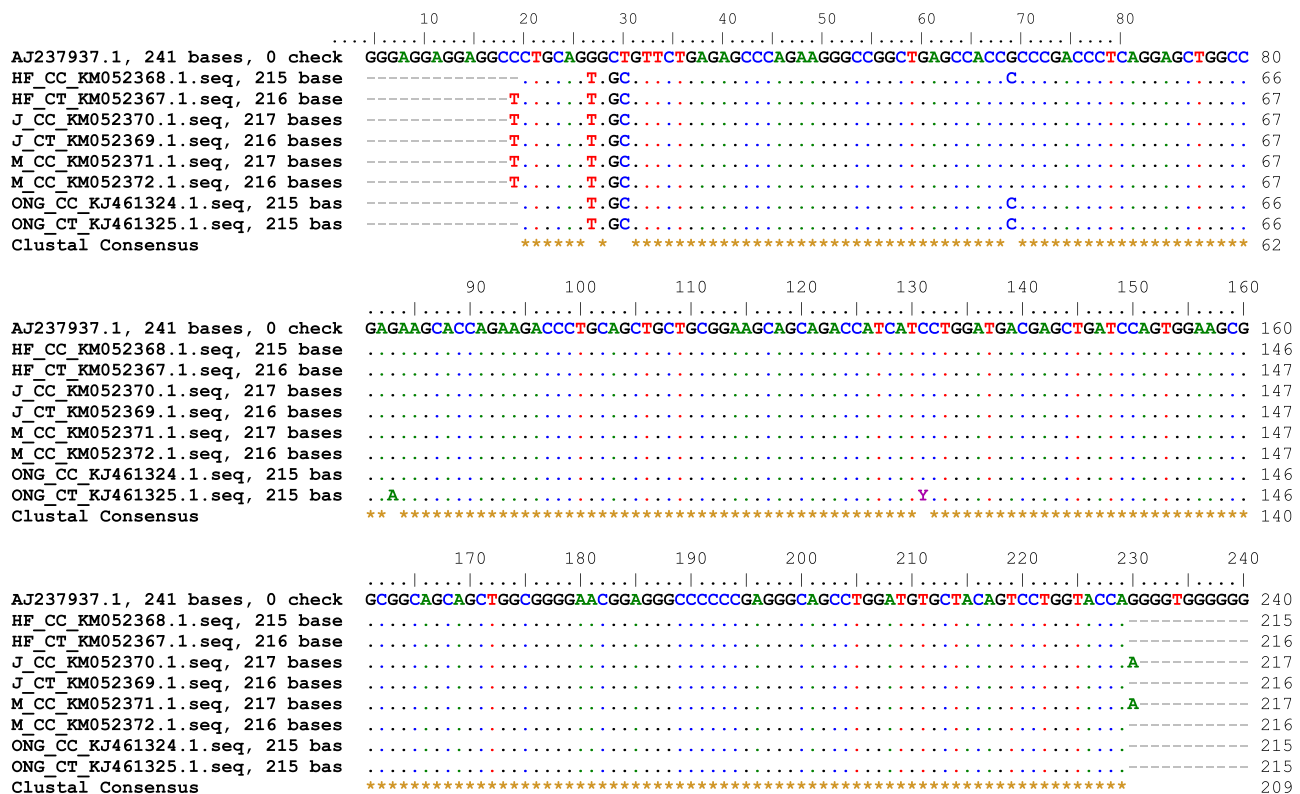 10 20 30 40 50 60 70 80
AJ237937.1, 241 bases, 0 check GGGAGGAGGAGGCCCTGCAGGGCTGTTCTGAGAGCCCAGAAGGGCCGGCTGAGCCACCGCCCGACCCTCAGGAGCTGGCC 80
HF_CC_KM052368.1.seq, 215 base --------------......T.GC..................................C..................... 66
HF_CT_KM052367.1.seq, 216 base -------------T......T.GC........................................................ 67
J_CC_KM052370.1.seq, 217 bases -------------T......T.GC........................................................ 67
J_CT_KM052369.1.seq, 216 bases -------------T......T.GC........................................................ 67
M_CC_KM052371.1.seq, 217 bases -------------T......T.GC........................................................ 67
M_CC_KM052372.1.seq, 216 bases -------------T......T.GC........................................................ 67
ONG_CC_KJ461324.1.seq, 215 bas --------------......T.GC..................................C..................... 66
ONG_CT_KJ461325.1.seq, 215 bas --------------......T.GC..................................C..................... 66
Clustal Consensus ****** *  ********************************** ********************* 62
90 100 110 120 130 140 150 160
AJ237937.1, 241 bases, 0 check GAGAAGCACCAGAAGACCCTGCAGCTGCTGCGGAAGCAGCAGACCATCATCCTGGATGACGAGCTGATCCAGTGGAAGCG 160
HF_CC_KM052368.1.seq, 215 base ................................................................................ 146
HF_CT_KM052367.1.seq, 216 base ................................................................................ 147
J_CC_KM052370.1.seq, 217 bases ................................................................................ 147
J_CT_KM052369.1.seq, 216 bases ................................................................................ 147
M_CC_KM052371.1.seq, 217 bases ................................................................................ 147
M_CC_KM052372.1.seq, 216 bases ................................................................................ 147
ONG_CC_KJ461324.1.seq, 215 bas ................................................................................ 146
ONG_CT_KJ461325.1.seq, 215 bas ..A...............................................Y............................. 146
Clustal Consensus ** *********************************************** ***************************** 140
170 180 190 200 210 220 230 240
AJ237937.1, 241 bases, 0 check GCGGCAGCAGCTGGCGGGGAACGGAGGGCCCCCCGAGGGCAGCCTGGATGTGCTACAGTCCTGGTACCAGGGGTGGGGGG 240
HF_CC_KM052368.1.seq, 215 base .....................................................................----------- 215
HF_CT_KM052367.1.seq, 216 base .....................................................................----------- 216
J_CC_KM052370.1.seq, 217 bases .....................................................................A---------- 217
J_CT_KM052369.1.seq, 216 bases .....................................................................----------- 216
M_CC_KM052371.1.seq, 217 bases .....................................................................A---------- 217
M_CC_KM052372.1.seq, 216 bases .....................................................................----------- 216
ONG_CC_KJ461324.1.seq, 215 bas .....................................................................----------- 215
ONG_CT_KJ461325.1.seq, 215 bas .....................................................................----------- 215
Clustal Consensus ********************************************************************* 209